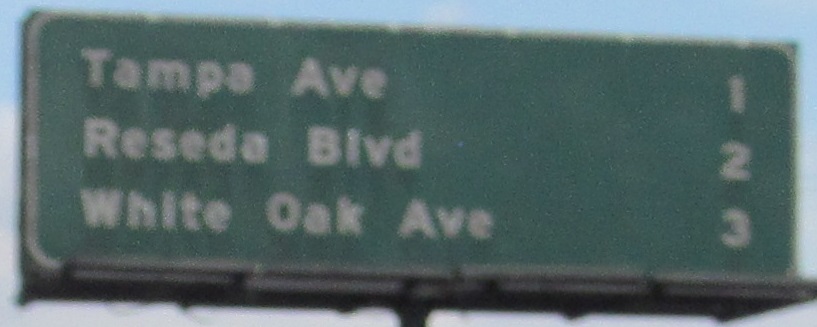 Tampa Ave 1
Reseda Blvd 2
White Oak Ave 3